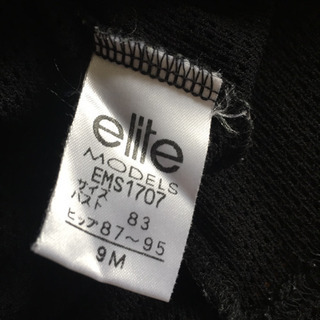 elite
MODELS
EMS1707
サイズ
バスト 83
ヒップ87～95
9M